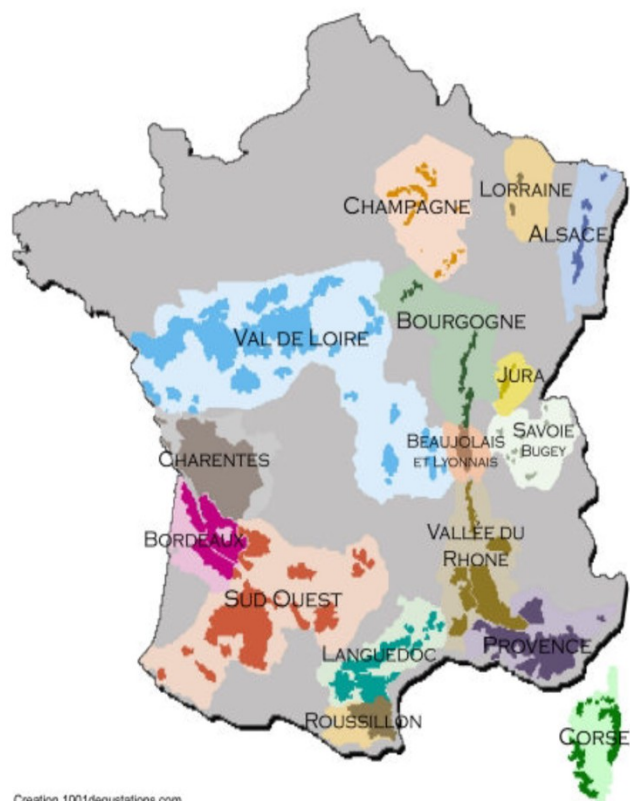 LORRAINE
CHAMPAGNE
ALSACE
BOURGOGNE
VAL DE LOIRE
JURA
SAVOIE
BUGEY
BEAUJOLAIS
ET LYONNAIS
CHARENTES
VALLÉE DU
RHONE
BORDEAUX
SUD OUEST
PROVENCE
LANGUEDOC
ROUSSILLON
CORSE
Creation 1001degustations.com